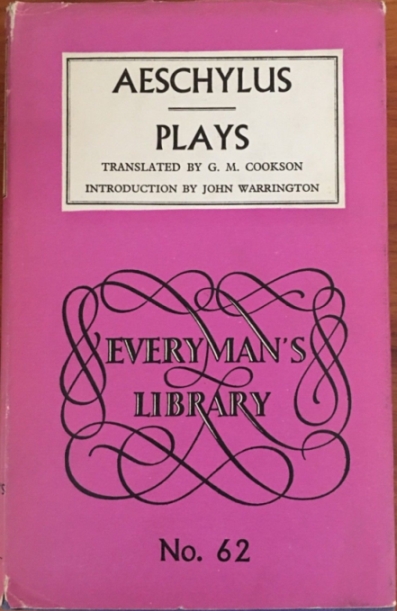 AESCHYLUS
PLAYS
TRANSLATED BY G. M. COOKSON
INTRODUCTION BY JOHN WARRINGTON
EVERYMAN'S
LIBRARY
No. 62